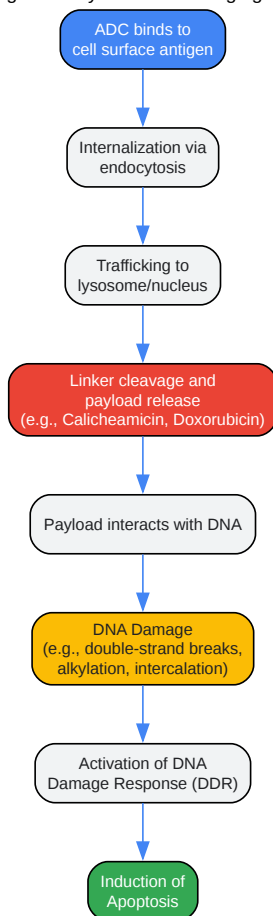 ADC binds to
cell surface antigen
Internalization via
endocytosis
Trafficking to
lysosome/nucleus
Linker cleavage and
payload release
(e.g., Calicheamicin, Doxorubicin)
Payload interacts with DNA
DNA Damage
(e.g., double-strand breaks,
alkylation, intercalation)
Activation of DNA
Damage Response (DDR)
Induction of
Apoptosis